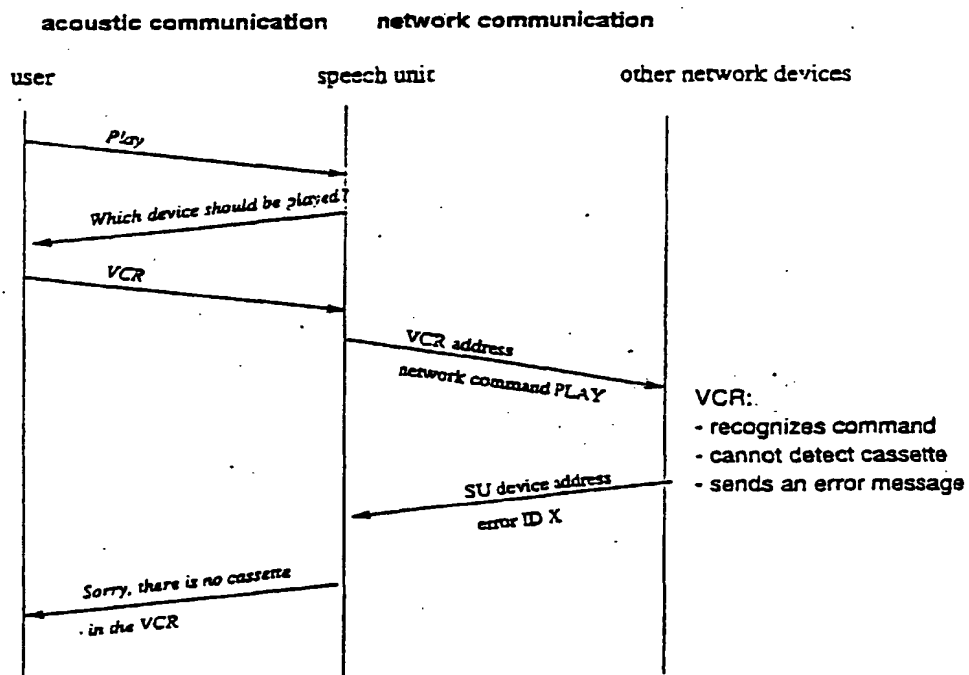 acoustic communication network communication
user speech unit other network devices
Play
Which device should be played?
VCR
VCR address
network command PLAY
VCR:
- recognizes command
- cannot detect cassette
- sends an error message
SU device address
error ID X
Sorry, there is no cassette
in the VCR